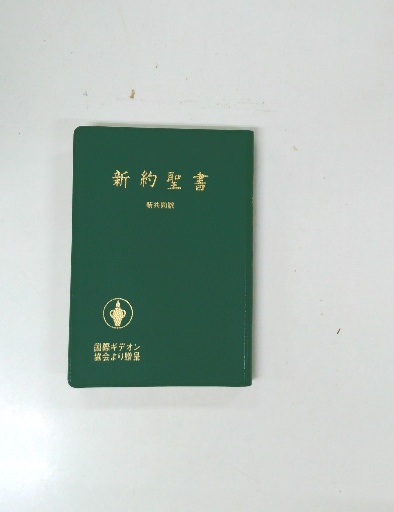 新約聖書
新共同訳
国際ギデオン
協会より贈呈